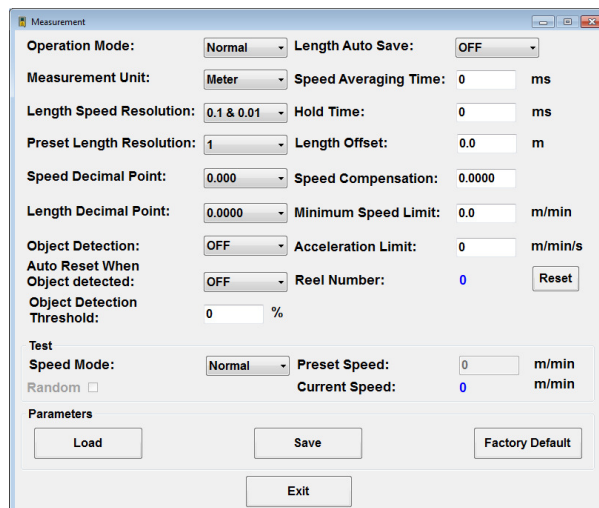 Measurement
Operation Mode: Normal Length Auto Save: OFF
Measurement Unit: Meter Speed Averaging Time: 0 ms
Length Speed Resolution: 0.1 & 0.01 Hold Time: 0 ms
Preset Length Resolution: 1 Length Offset: 0.0 m
Speed Decimal Point: 0.000 Speed Compensation: 0.0000
Length Decimal Point: 0.0000 Minimum Speed Limit: 0.0 m/min
Object Detection: OFF Acceleration Limit: 0 m/min/s
Auto Reset When
Object detected: OFF Reel Number: 0 Reset
Object Detection
Threshold: 0 %
Test
Speed Mode: Normal Preset Speed: 0 m/min
Random Current Speed: 0 m/min
Parameters
Load Save Factory Default
Exit